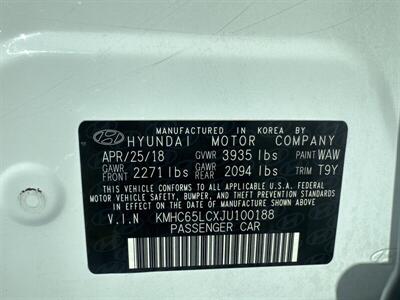 MANUFACTURED IN KOREA BY
HYUNDAI MOTOR COMPANY
APR/25/18 GVWR 3935 lbs PAINT WAW
GAWR FRONT 2271 lbs GAWR REAR 2094 lbs TRIM T9Y
THIS VEHICLE CONFORMS TO ALL APPLICABLE U.S.A. FEDERAL
MOTOR VEHICLE SAFETY, BUMPER, AND THEFT PREVENTION
STANDARDS IN EFFECT ON THE DATE OF MANUFACTURE SHOWN ABOVE.
V.I.N KMHC65LCXJU100188
PASSENGER CAR